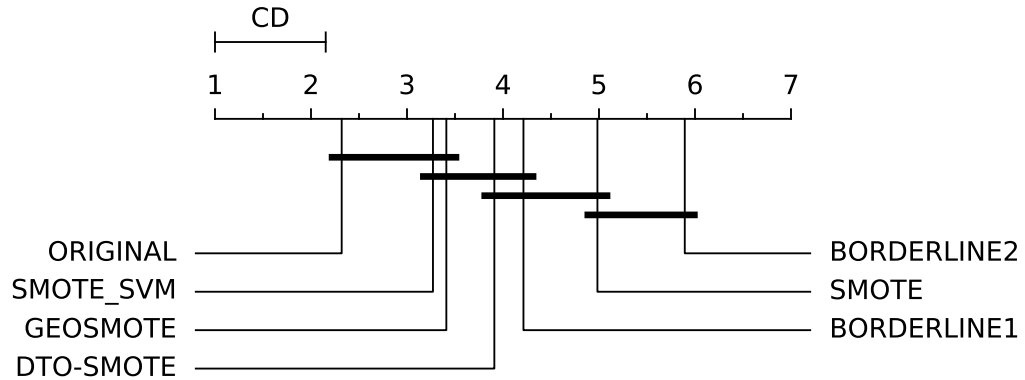 CD
1 2 3 4 5 6 7
ORIGINAL BORDERLINE2
SMOTE_SVM SMOTE
GEOSMOTE BORDERLINE1
DTO-SMOTE